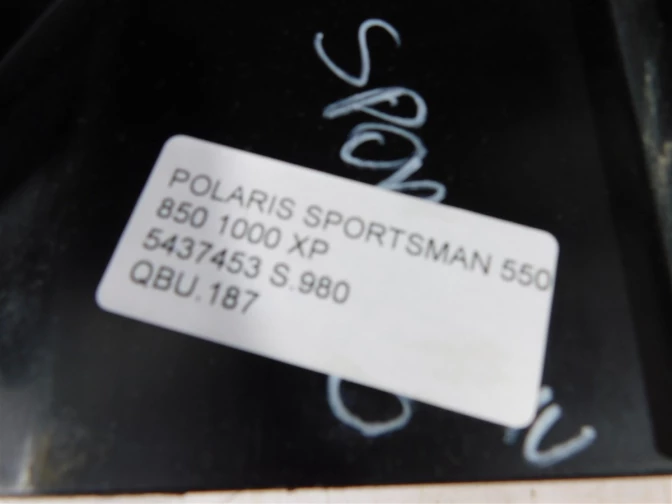 POLARIS SPORTSMAN 550
850 1000 XP
5437453 S.980
QBU.187